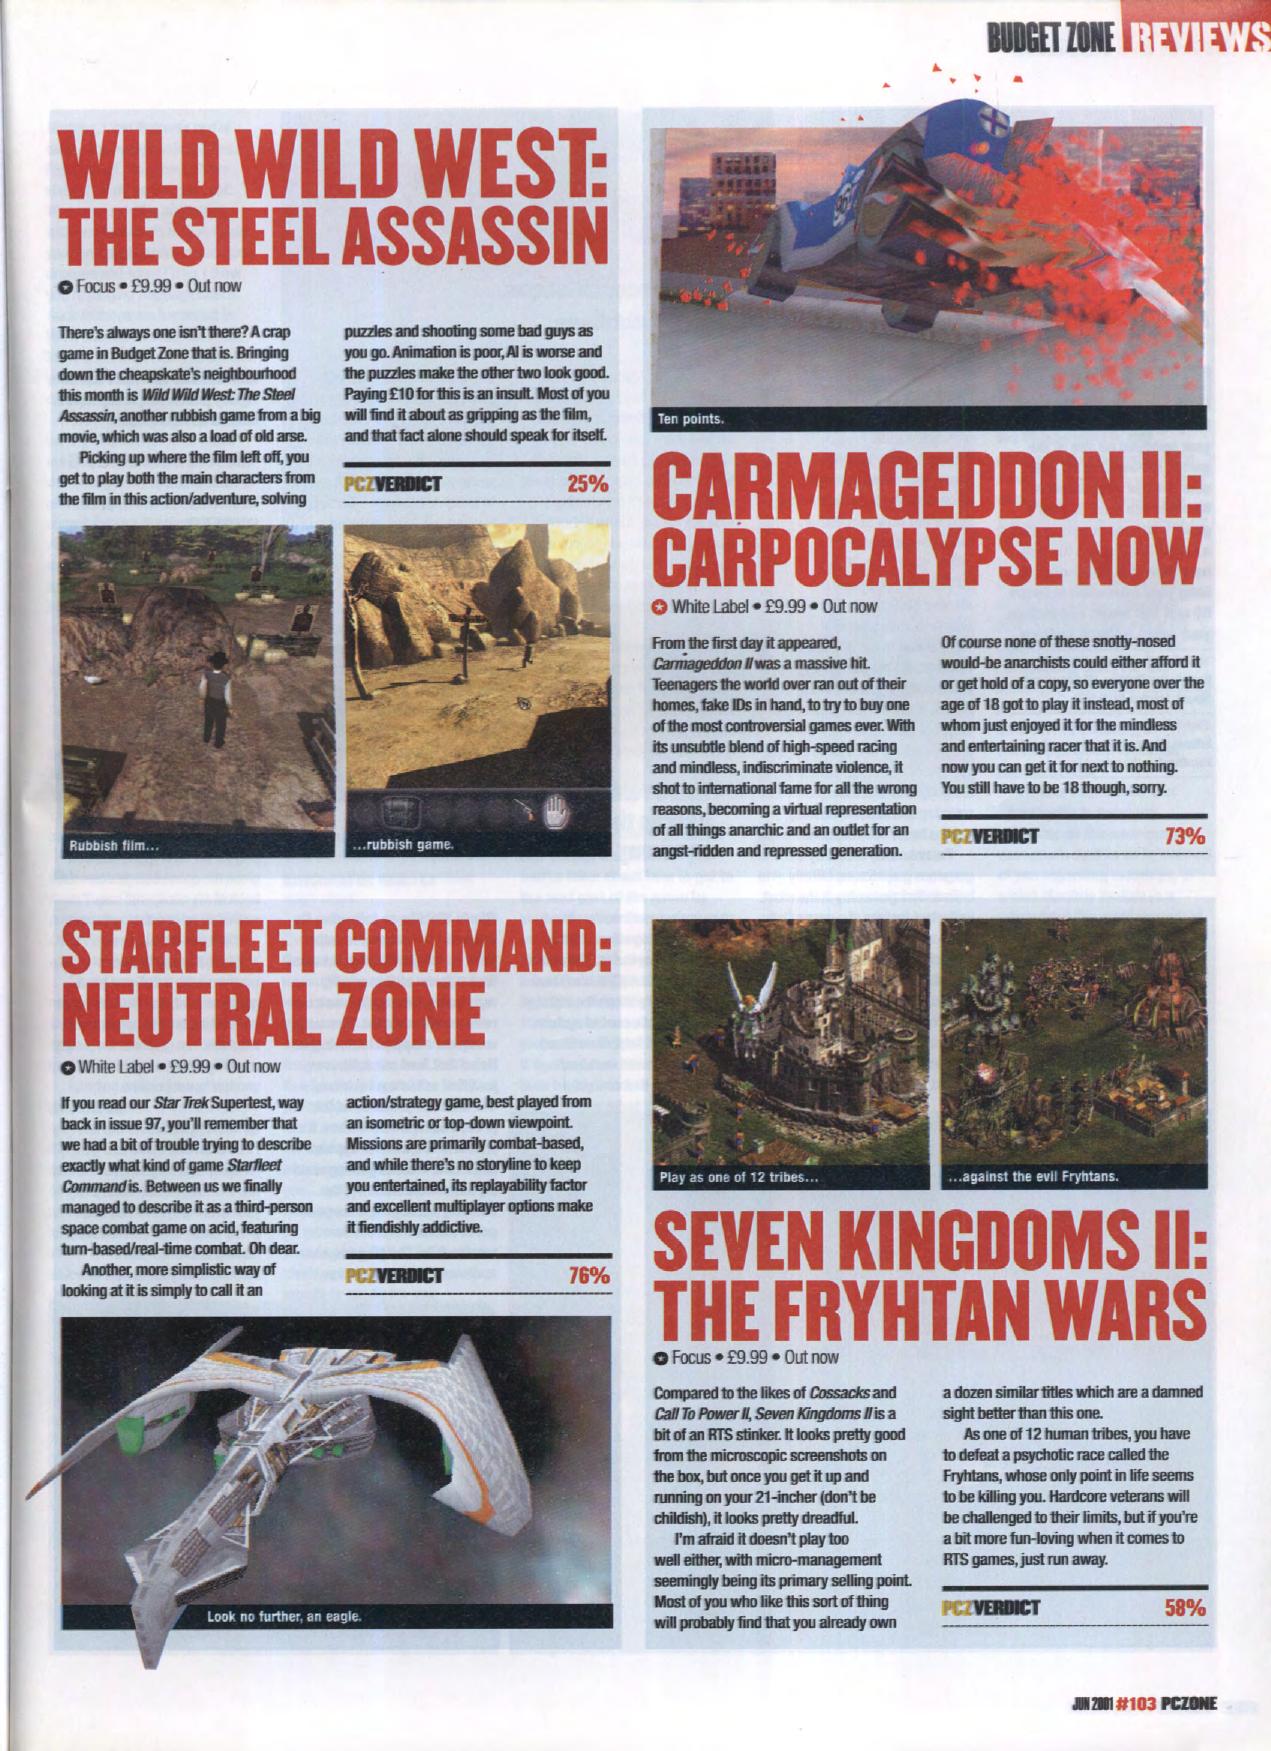 BUDGET ZONE REVIEWS
WILD WILD WEST:
THE STEEL ASSASSIN
Focus • £9.99 • Out now
There's always one isn't there? A crap
game in Budget Zone that is. Bringing
down the cheapskate's neighbourhood
this month is Wild Wild West: The Steel
Assassin, another rubbish game from a big
movie, which was also a load of old arse.
Picking up where the film left off, you
get to play both the main characters from
the film in this action/adventure, solving
puzzles and shooting some bad guys as
you go. Animation is poor, AI is worse and
the puzzles make the other two look good.
Paying £10 for this is an insult. Most of you
will find it about as gripping as the film,
and that fact alone should speak for itself.
PCZVERDICT 25%
Rubbish film...
...rubbish game.
Ten points.
CARMAGEDDON II:
CARPOCALYPSE NOW
White Label • £9.99 • Out now
From the first day it appeared,
Carmageddon II was a massive hit.
Teenagers the world over ran out of their
homes, fake IDs in hand, to try to buy one
of the most controversial games ever. With
its unsubtle blend of high-speed racing
and mindless, indiscriminate violence, it
shot to international fame for all the wrong
reasons, becoming a virtual representation
of all things anarchic and an outlet for an
angst-ridden and repressed generation.
Of course none of these snotty-nosed
would-be anarchists could either afford it
or get hold of a copy, so everyone over the
age of 18 got to play it instead, most of
whom just enjoyed it for the mindless
and entertaining racer that it is. And
now you can get it for next to nothing.
You still have to be 18 though, sorry.
PCZVERDICT 73%
STARFLEET COMMAND:
NEUTRAL ZONE
White Label • £9.99 • Out now
If you read our Star Trek Supertest, way
back in issue 97, you'll remember that
we had a bit of trouble trying to describe
exactly what kind of game Starfleet
Command is. Between us we finally
managed to describe it as a third-person
space combat game on acid, featuring
turn-based/real-time combat. Oh dear.
Another, more simplistic way of
looking at it is simply to call it an
action/strategy game, best played from
an isometric or top-down viewpoint.
Missions are primarily combat-based,
and while there's no storyline to keep
you entertained, its replayability factor
and excellent multiplayer options make
it fiendishly addictive.
PCZVERDICT 76%
Look no further, an eagle.
Play as one of 12 tribes...
...against the evil Fryhtans.
SEVEN KINGDOMS II:
THE FRYHTAN WARS
Focus • £9.99 • Out now
Compared to the likes of Cossacks and
Call To Power II, Seven Kingdoms II is a
bit of an RTS stinker. It looks pretty good
from the microscopic screenshots on
the box, but once you get it up and
running on your 21-incher (don't be
childish), it looks pretty dreadful.
I'm afraid it doesn't play too
well either, with micro-management
seemingly being its primary selling point.
Most of you who like this sort of thing
will probably find that you already own
a dozen similar titles which are a damned
sight better than this one.
As one of 12 human tribes, you have
to defeat a psychotic race called the
Fryhtans, whose only point in life seems
to be killing you. Hardcore veterans will
be challenged to their limits, but if you're
a bit more fun-loving when it comes to
RTS games, just run away.
PCZVERDICT 58%
JUN 2001 #103 PCZONE